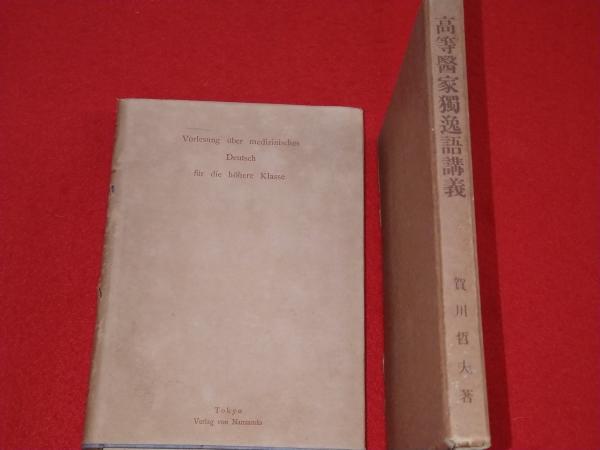 Vorlesung über medizinisches
Deutsch
für die höhere Klasse
Tokyo
Verlag von Nanzando
高等醫家獨逸語講義
賀川哲夫著